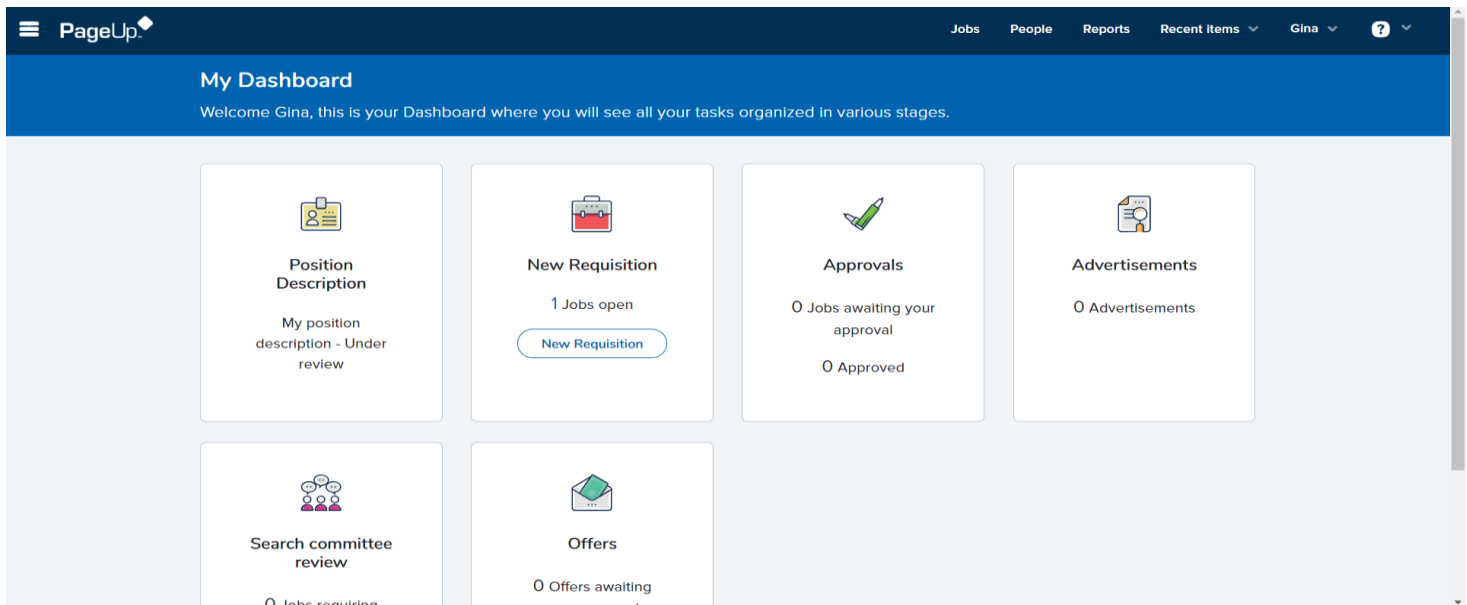 PageUp
Jobs People Reports Recent items Gina ?
My Dashboard
Welcome Gina, this is your Dashboard where you will see all your tasks organized in various stages.
Position
Description
My position
description - Under
review
New Requisition
1 Jobs open
New Requisition
Approvals
0 Jobs awaiting your
approval
0 Approved
Advertisements
0 Advertisements
Search committee
review
0 Jobs requiring
Offers
0 Offers awaiting